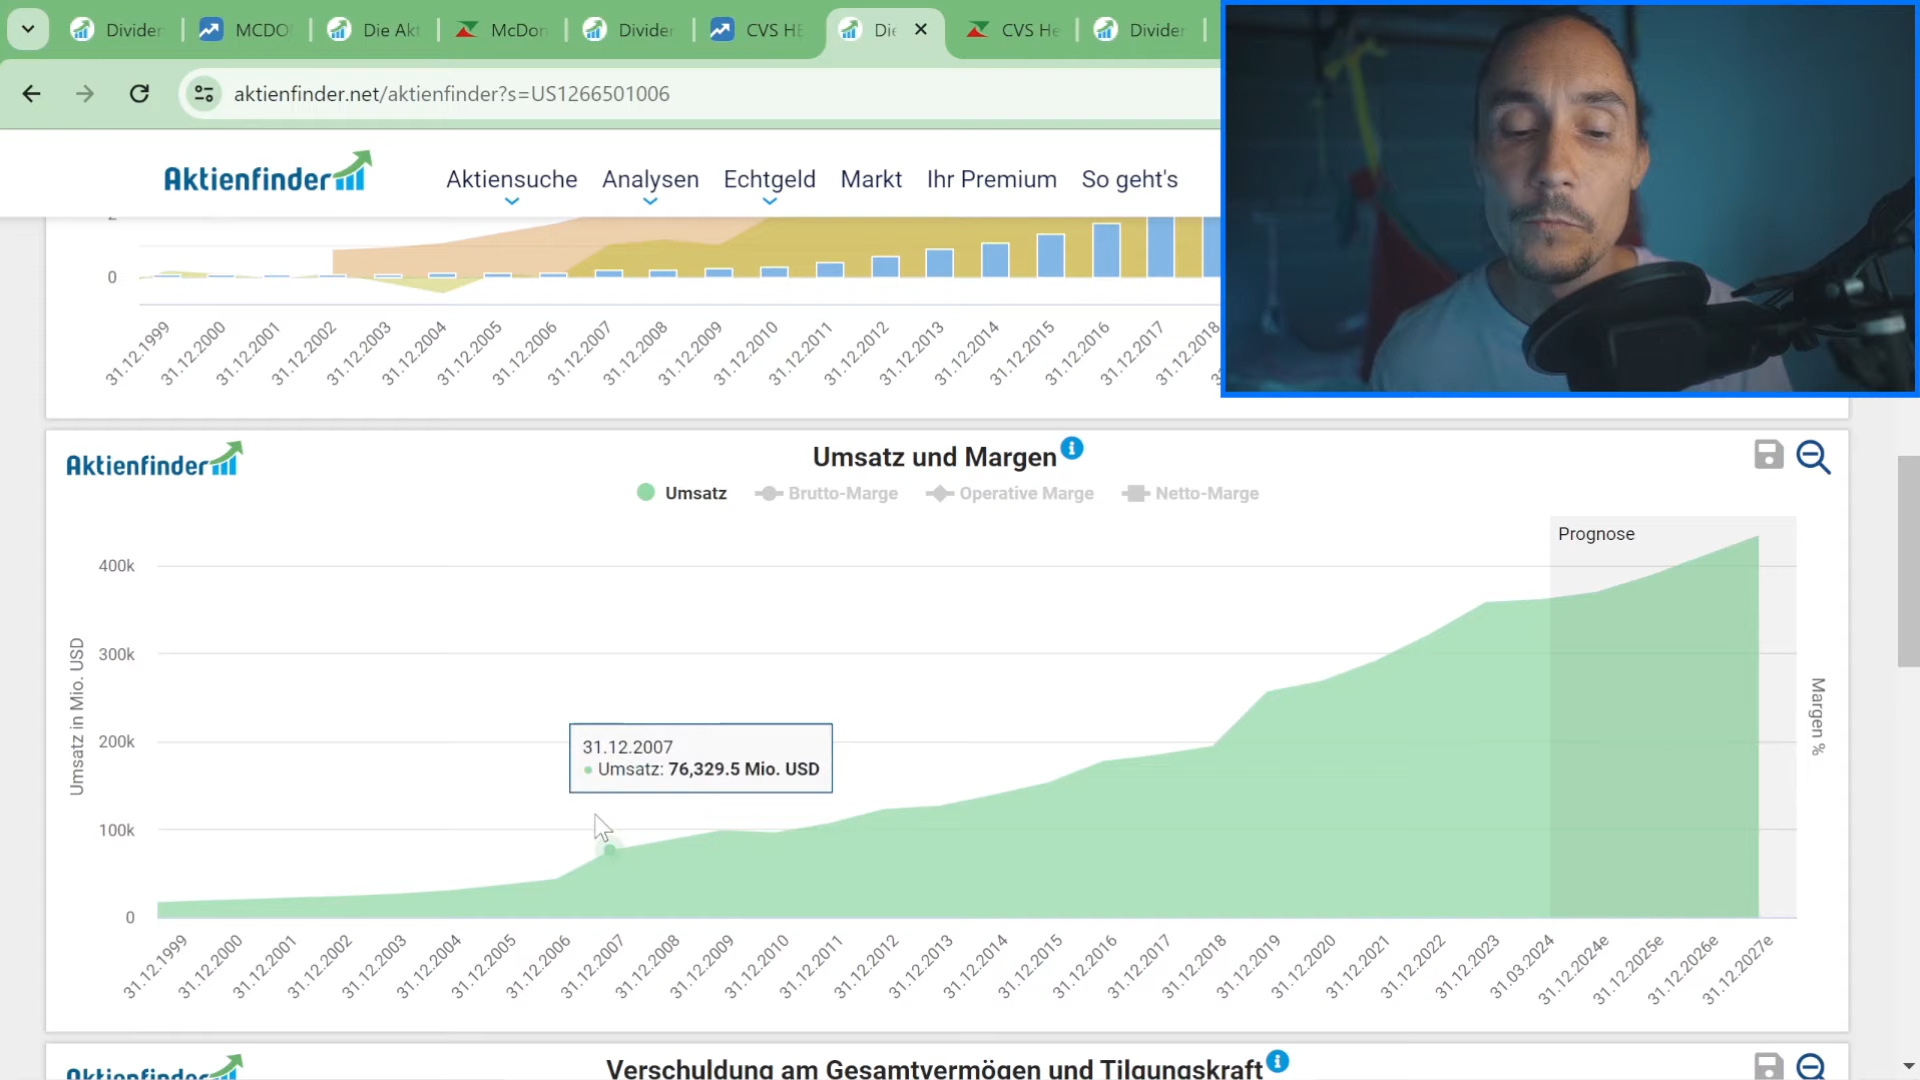 Divider
MCDO
Die Akt
McDon
Divider
CVS HE
Die
CVS He
Divider
aktienfinder.net/aktienfinder?s=US1266501006
Aktienfinder
Aktiensuche
Analysen
Echtgeld
Markt
Ihr Premium
So geht's
2
0
31.12.1999
31.12.2000
31.12.2001
31.12.2002
31.12.2003
31.12.2004
31.12.2005
31.12.2006
31.12.2007
31.12.2008
31.12.2009
31.12.2010
31.12.2011
31.12.2012
31.12.2013
31.12.2014
31.12.2015
31.12.2016
31.12.2017
31.12.2018
Aktienfinder
Umsatz und Margen
Umsatz
Brutto-Marge
Operative Marge
Netto-Marge
Prognose
400k
300k
200k
100k
0
Umsatz in Mio. USD
Margen %
31.12.2007
Umsatz: 76,329.5 Mio. USD
31.12.1999
31.12.2000
31.12.2001
31.12.2002
31.12.2003
31.12.2004
31.12.2005
31.12.2006
31.12.2007
31.12.2008
31.12.2009
31.12.2010
31.12.2011
31.12.2012
31.12.2013
31.12.2014
31.12.2015
31.12.2016
31.12.2017
31.12.2018
31.12.2019
31.12.2020
31.12.2021
31.12.2022
31.12.2023
31.03.2024
31.12.2024e
31.12.2025e
31.12.2026e
31.12.2027e
Aktienfinder
Verschuldung am Gesamtvermögen und Tilgungskraft